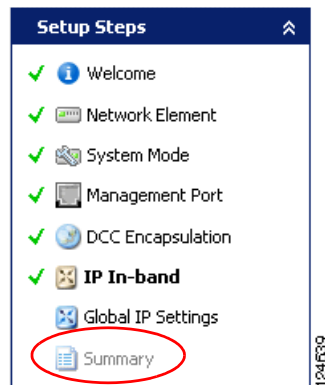 Setup Steps
Welcome
Network Element
System Mode
Management Port
DCC Encapsulation
IP In-band
Global IP Settings
Summary
124639